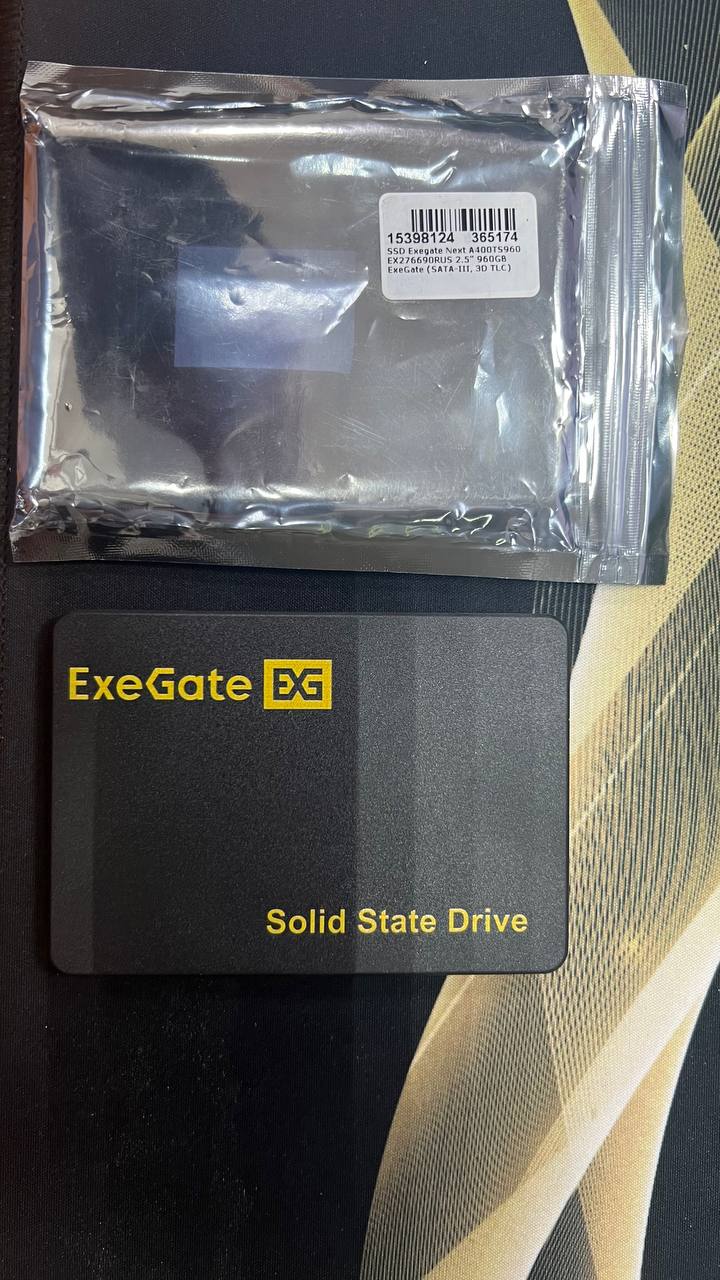 15398124 365174
SSD Exegate Next A400TS960
EX276690RUS 2.5" 960GB
ExeGate (SATA-III, 3D TLC)
ExeGate EXG
Solid State Drive